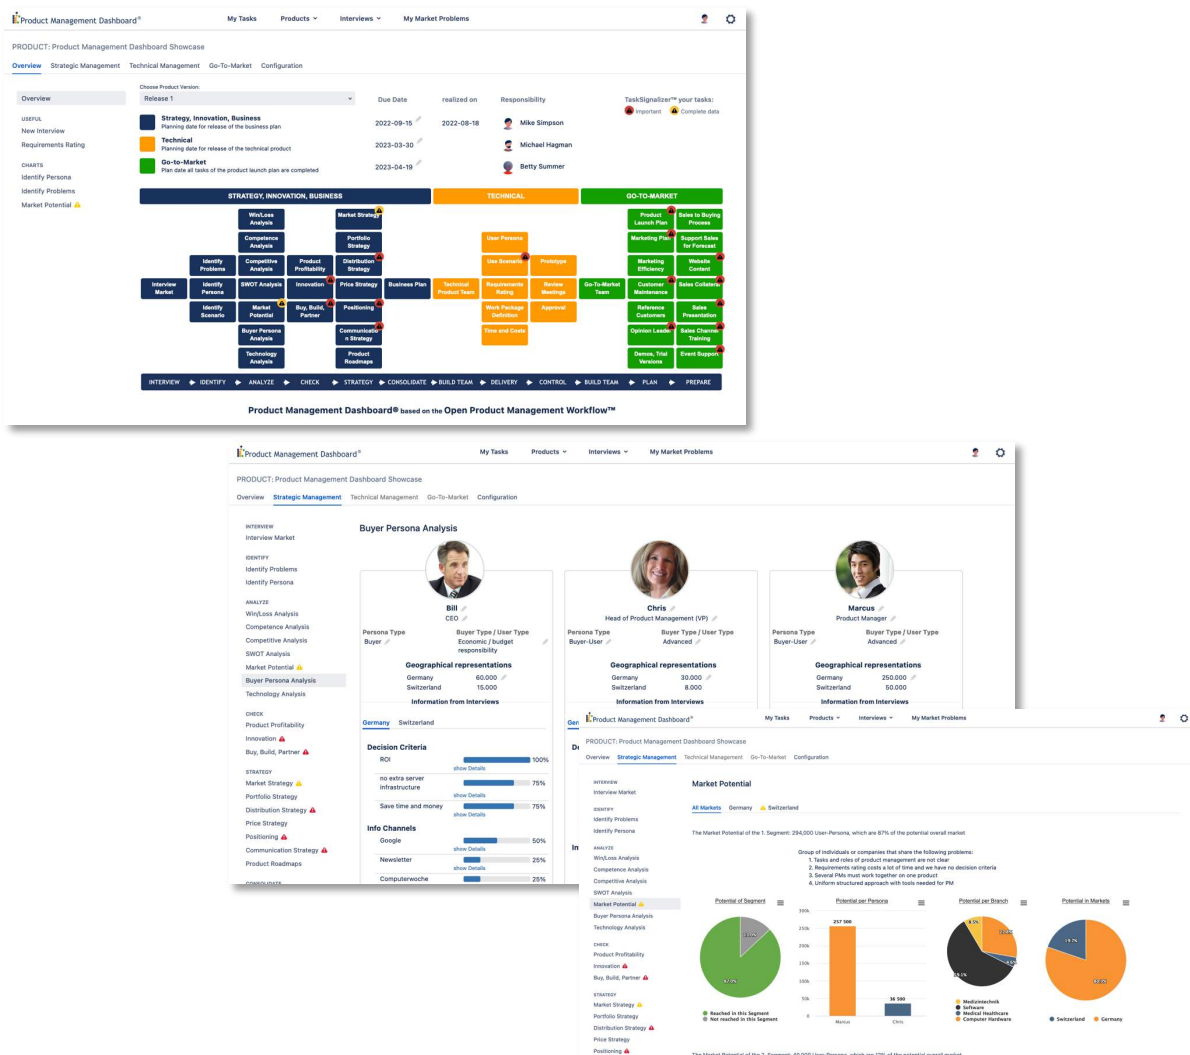 Product Management Dashboard®
My Tasks Products Interviews My Market Problems
PRODUCT: Product Management Dashboard Showcase
Overview Strategic Management Technical Management Go-To-Market Configuration
Overview
USEFUL
New Interview
Requirements Rating
CHARTS
Identify Persona
Identify Problems
Market Potential
Choose Product Version:
Release 1
Due Date realized on Responsibility
TaskSignalizer™ your tasks:
Important Complete data
Strategy, Innovation, Business
Planning date for release of the business plan
2022-09-15 2022-08-18 Mike Simpson
Technical
Planning date for release of the technical product
2023-03-30 Michael Hagman
Go-to-Market
Plan date all tasks of the product launch plan are completed
2023-04-19 Betty Summer
STRATEGY, INNOVATION, BUSINESS TECHNICAL GO-TO-MARKET
Interview Market
Identify Problems
Identify Persona
Identify Scenario
Win/Loss Analysis
Competence Analysis
Competitive Analysis
SWOT Analysis
Market Potential
Buyer Persona Analysis
Technology Analysis
Product Profitability
Innovation
Buy, Build, Partner
Market Strategy
Portfolio Strategy
Distribution Strategy
Price Strategy
Positioning
Communicatio
n Strategy
Product Roadmaps
Business Plan
Technical Product Team
User Persona
Use Scenario
Requirements Rating
Work Package Definition
Time and Costs
Prototype
Review Meetings
Approval
Go-To-Market Team
Product Launch Plan
Marketing Plan
Marketing Efficiency
Customer Maintenance
Reference Customers
Opinion Leader
Demos, Trial Versions
Sales to Buying Process
Support Sales for Forecast
Website Content
Sales Collateral
Sales Presentation
Sales Channel Training
Event Support
INTERVIEW IDENTIFY ANALYZE CHECK STRATEGY CONSOLIDATE BUILD TEAM DELIVERY CONTROL BUILD TEAM PLAN PREPARE
Product Management Dashboard® based on the Open Product Management Workflow™
Product Management Dashboard®
My Tasks Products Interviews My Market Problems
PRODUCT: Product Management Dashboard Showcase
Overview Strategic Management Technical Management Go-To-Market Configuration
INTERVIEW
Interview Market
IDENTIFY
Identify Problems
Identify Persona
ANALYZE
Win/Loss Analysis
Competence Analysis
Competitive Analysis
SWOT Analysis
Market Potential
Buyer Persona Analysis
Technology Analysis
CHECK
Product Profitability
Innovation
Buy, Build, Partner
STRATEGY
Market Strategy
Portfolio Strategy
Distribution Strategy
Price Strategy
Positioning
Communication Strategy
Product Roadmaps
CONSOLIDATE
Buyer Persona Analysis
Bill
CEO
Persona Type Buyer Type / User Type
Buyer Economic / budget
responsibility
Geographical representations
Germany 60.000
Switzerland 15.000
Information from Interviews
Germany Switzerland
Decision Criteria
ROI 100%
show Details
no extra server
infrastructure 75%
show Details
Save time and money 75%
show Details
Info Channels
Google 50%
show Details
Newsletter 25%
show Details
Computerwoche 25%
Chris
Head of Product Management (VP)
Persona Type Buyer Type / User Type
Buyer-User Advanced
Geographical representations
Germany 30.000
Switzerland 8.000
Information from Interviews
Marcus
Product Manager
Persona Type Buyer Type / User Type
Buyer-User Advanced
Geographical representations
Germany 250.000
Switzerland 50.000
Information from Interviews
Product Management Dashboard®
My Tasks Products Interviews My Market Problems
PRODUCT: Product Management Dashboard Showcase
Overview Strategic Management Technical Management Go-To-Market Configuration
INTERVIEW
Interview Market
IDENTIFY
Identify Problems
Identify Persona
ANALYZE
Win/Loss Analysis
Competence Analysis
Competitive Analysis
SWOT Analysis
Market Potential
Buyer Persona Analysis
Technology Analysis
CHECK
Product Profitability
Innovation
Buy, Build, Partner
STRATEGY
Market Strategy
Portfolio Strategy
Distribution Strategy
Price Strategy
Positioning
Market Potential
All Markets Germany Switzerland
The Market Potential of the 1. Segment: 294,000 User-Persona, which are 87% of the potential overall market
Group of individuals or companies that share the following problems:
1. Tasks and roles of product management are not clear
2. Requirements rating costs a lot of time and we have no decision criteria
3. Several PMs must work together on one product
4. Uniform structured approach with tools needed for PM
Potential of Segment
13.0%
87.0%
Reached in this Segment
Not reached in this Segment
Potential per Persona
300k
250k
200k
150k
100k
50k
0
257 500
36 500
Marcus Chris
Potential per Branch
8.5%
Medizintechnik
Software
Medical Healthcare
Computer Hardware
Potential in Markets
19.7%
Switzerland Germany